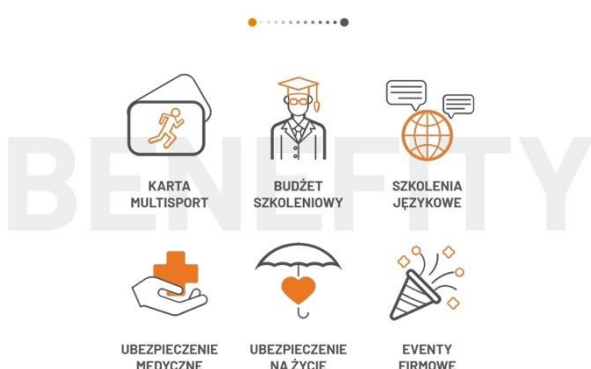 BENEFITY
KARTA
MULTISPORT
BUDŻET
SZKOLENIOWY
SZKOLENIA
JĘZYKOWE
UBEZPIECZENIE
MEDYCZNE
UBEZPIECZENIE
NA ŻYCIE
EVENTY
FIRMOWE